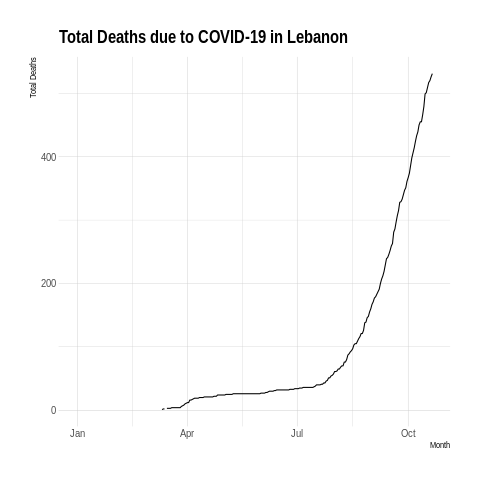 Total Deaths due to COVID-19 in Lebanon
Total Deaths
400
200
0
Jan Apr Jul Oct
Month